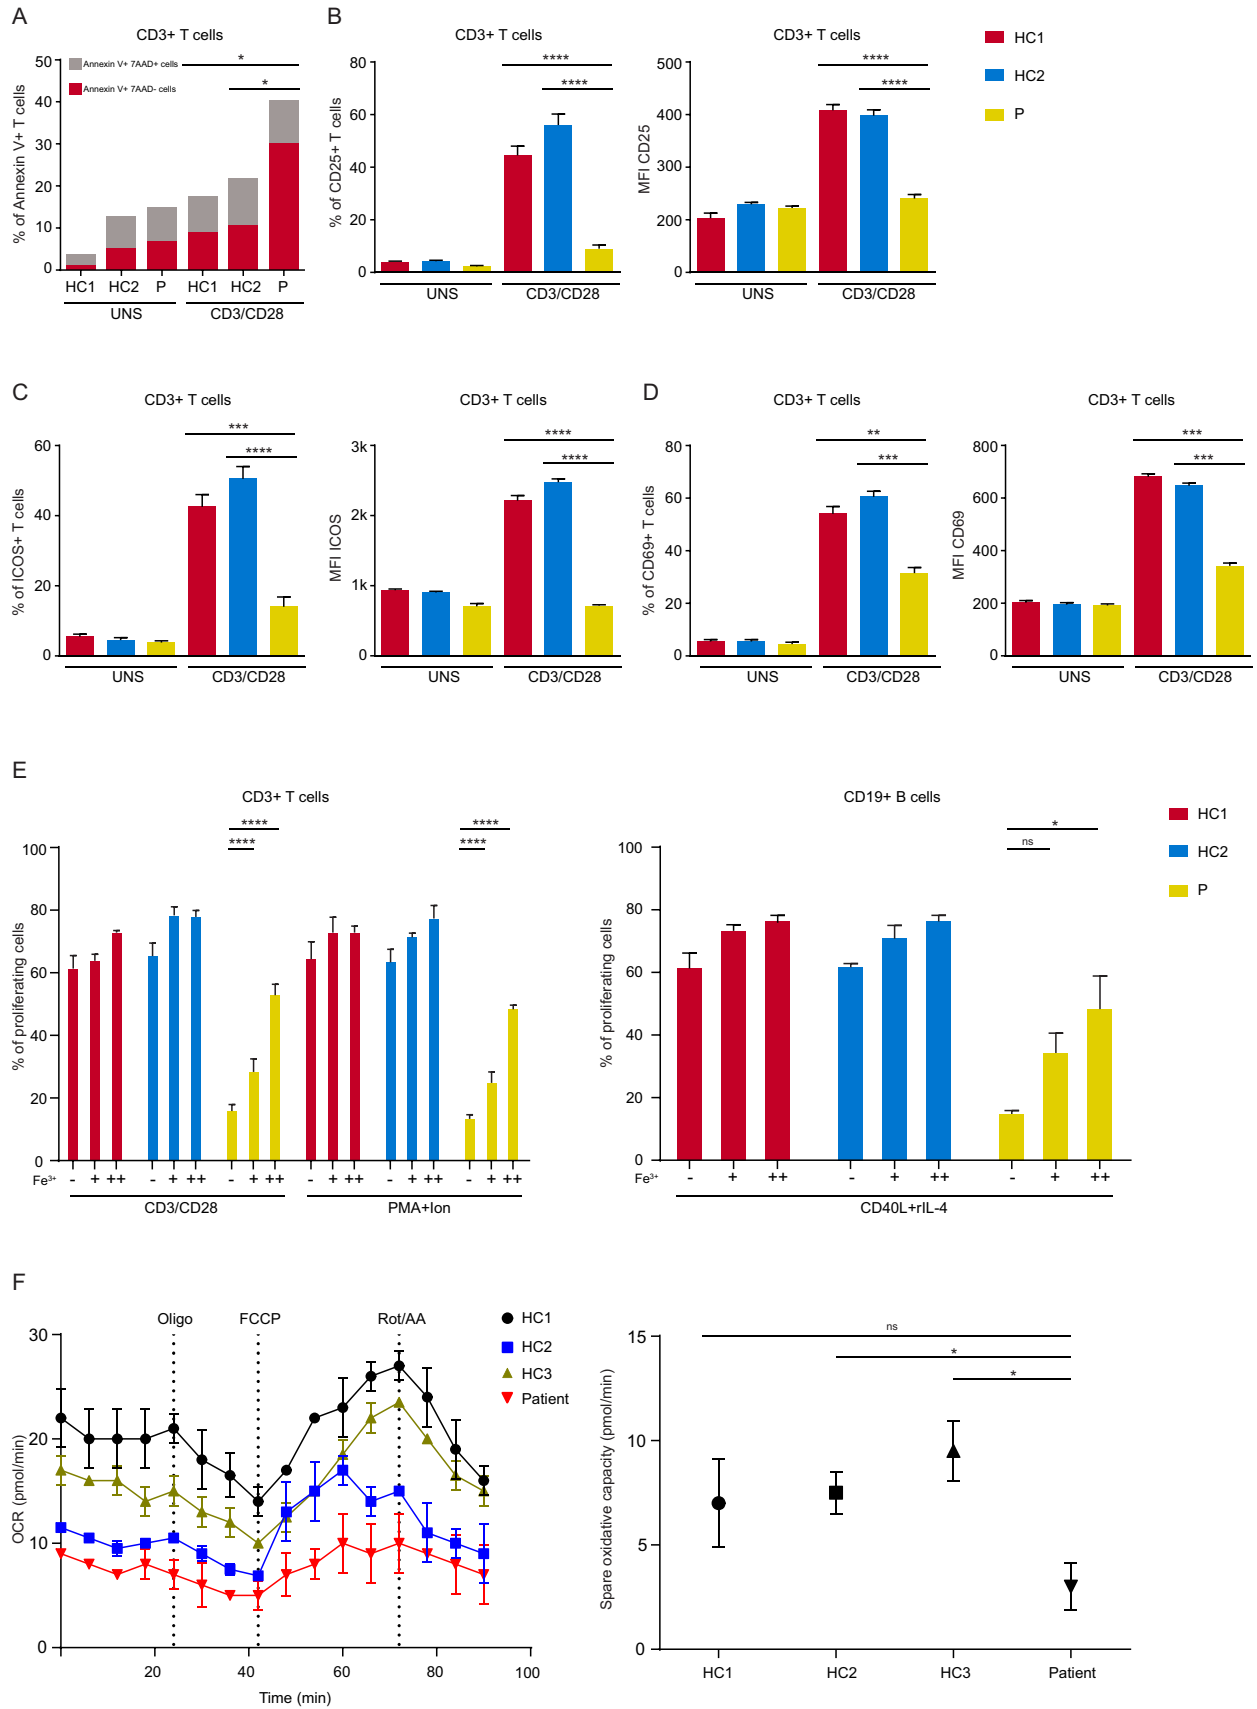 A
CD3+ T cells
Annexin V+ 7AAD+ cells
Annexin V+ 7AAD- cells
*
*
% of Annexin V+ T cells
50
40
30
20
10
0
HC1 HC2 P HC1 HC2 P
UNS CD3/CD28
B
CD3+ T cells
****
****
% of CD25+ T cells
80
60
40
20
0
UNS CD3/CD28
CD3+ T cells
****
****
MFI CD25
500
400
300
200
0
UNS CD3/CD28
HC1
HC2
P
C
CD3+ T cells
***
****
% of ICOS+ T cells
60
40
20
0
UNS CD3/CD28
CD3+ T cells
****
****
MFI ICOS
3k
2k
1k
0
UNS CD3/CD28
D
CD3+ T cells
**
***
% of CD69+ T cells
80
60
40
20
0
UNS CD3/CD28
CD3+ T cells
***
***
MFI CD69
800
600
400
200
0
UNS CD3/CD28
E
CD3+ T cells
**** ****
**** ****
% of proliferating cells
100
80
60
40
20
0
Fe³⁺ - + ++ - + ++ - + ++ - + ++ - + ++ - + ++
CD3/CD28 PMA+Ion
CD19+ B cells
*
ns
% of proliferating cells
100
80
60
40
20
0
Fe³⁺ - + ++ - + ++ - + ++
CD40L+rIL-4
HC1
HC2
P
F
Oligo FCCP Rot/AA
HC1
HC2
HC3
Patient
OCR (pmol/min)
30
20
10
0
20 40 60 80 100
Time (min)
ns
*
*
Spare oxidative capacity (pmol/min)
15
10
5
0
HC1 HC2 HC3 Patient